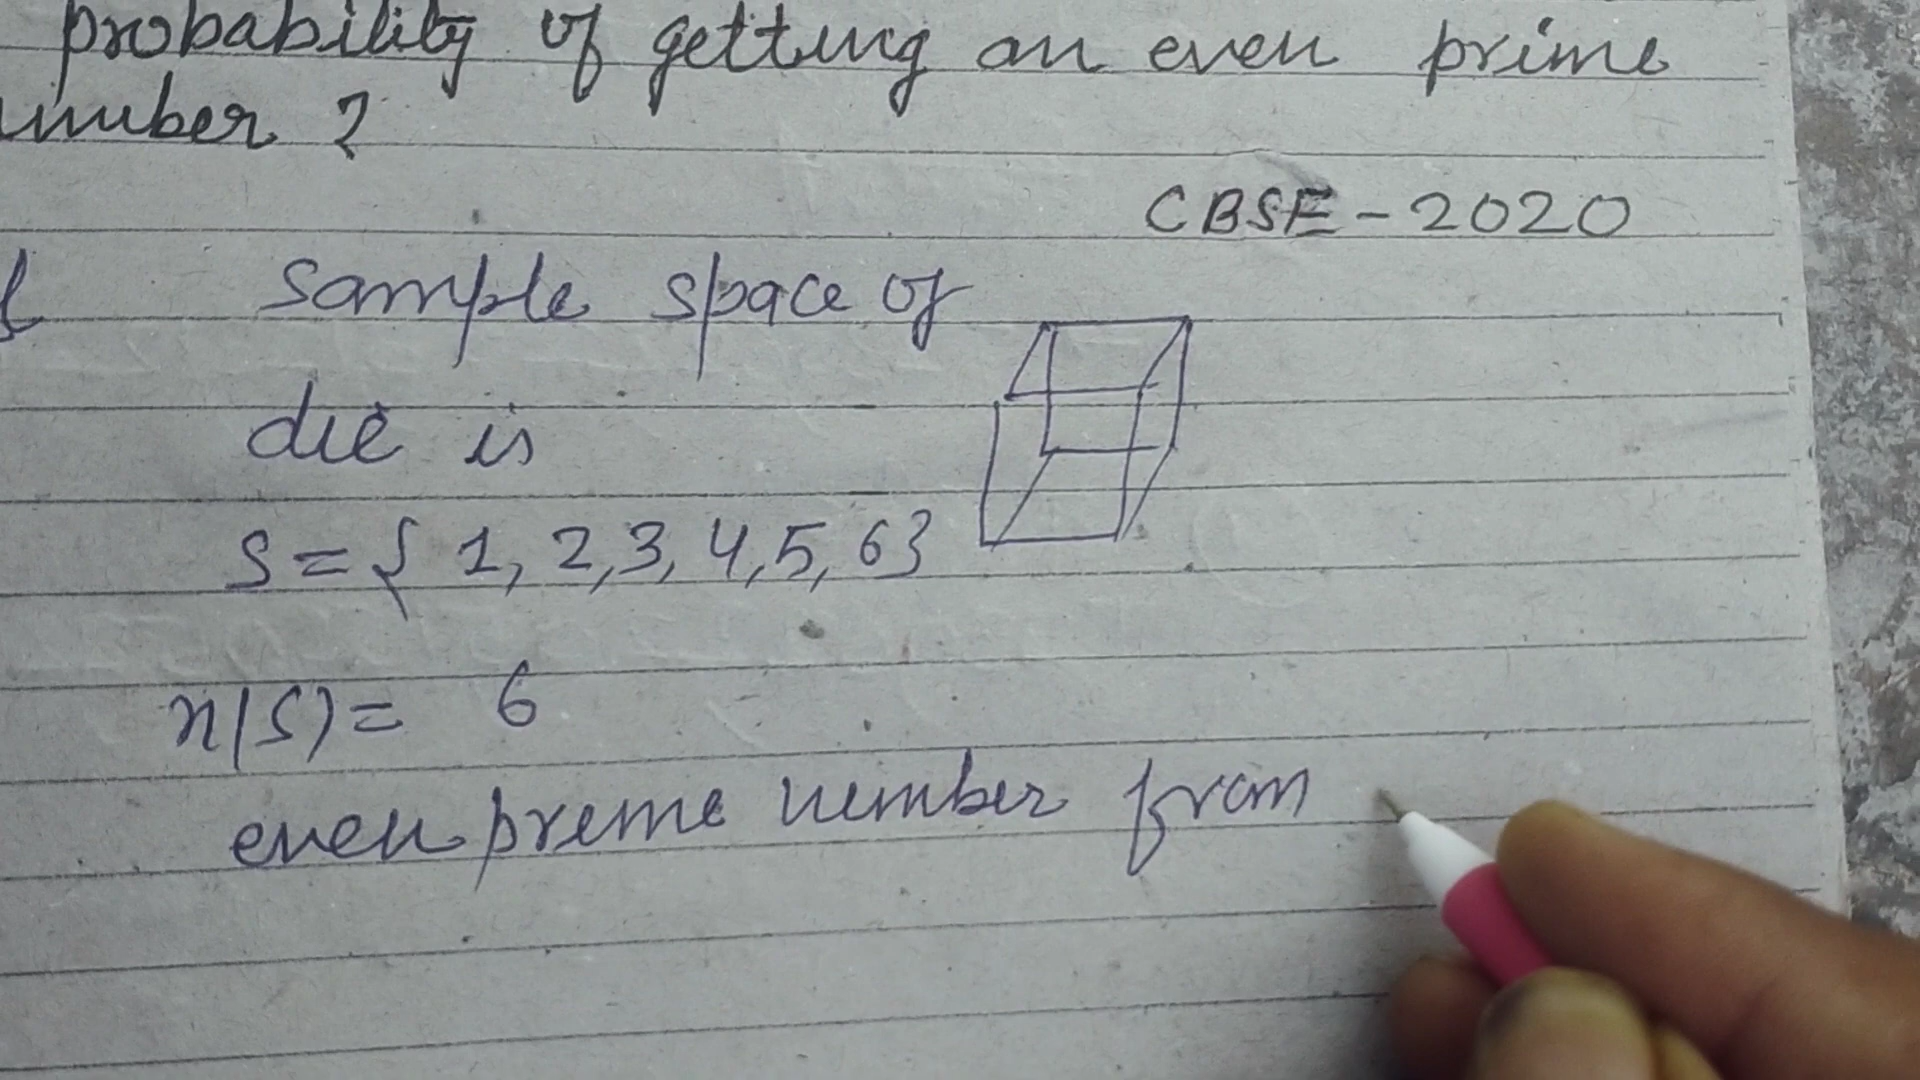 probability of getting an even prime
number ?
CBSE - 2020
Sample space of
die is
S = { 1, 2, 3, 4, 5, 6}
n(S) = 6
even preme number from